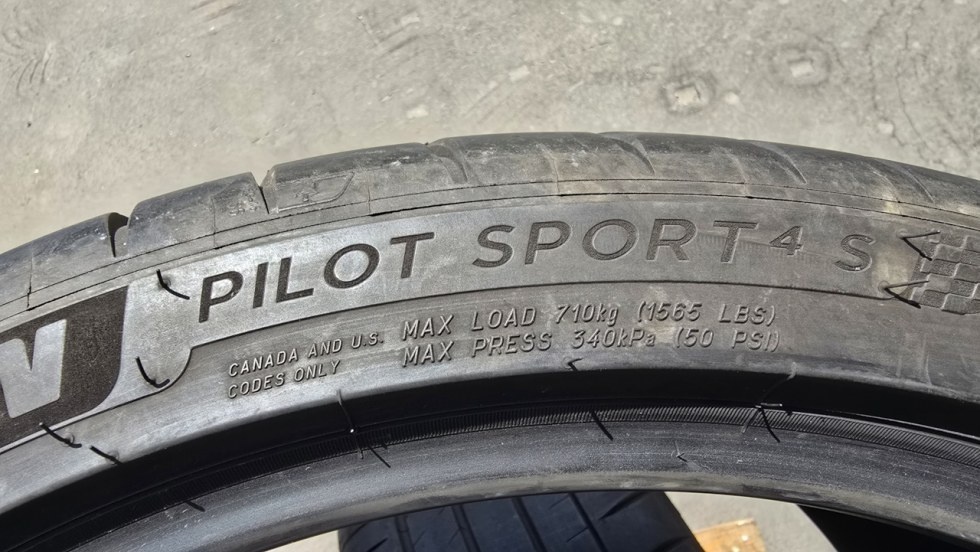 N
PILOT SPORT 4 S
CANADA AND U.S.
CODES ONLY
MAX LOAD 710kg (1565 LBS)
MAX PRESS 340kPa (50 PSI)